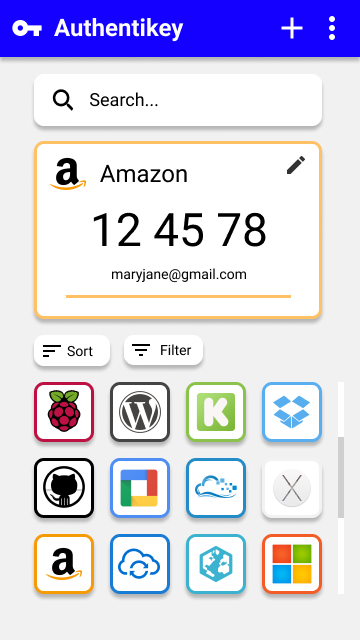 Authentikey
Search...
a Amazon
12 45 78
maryjane@gmail.com
Sort
Filter
W
K
X
a